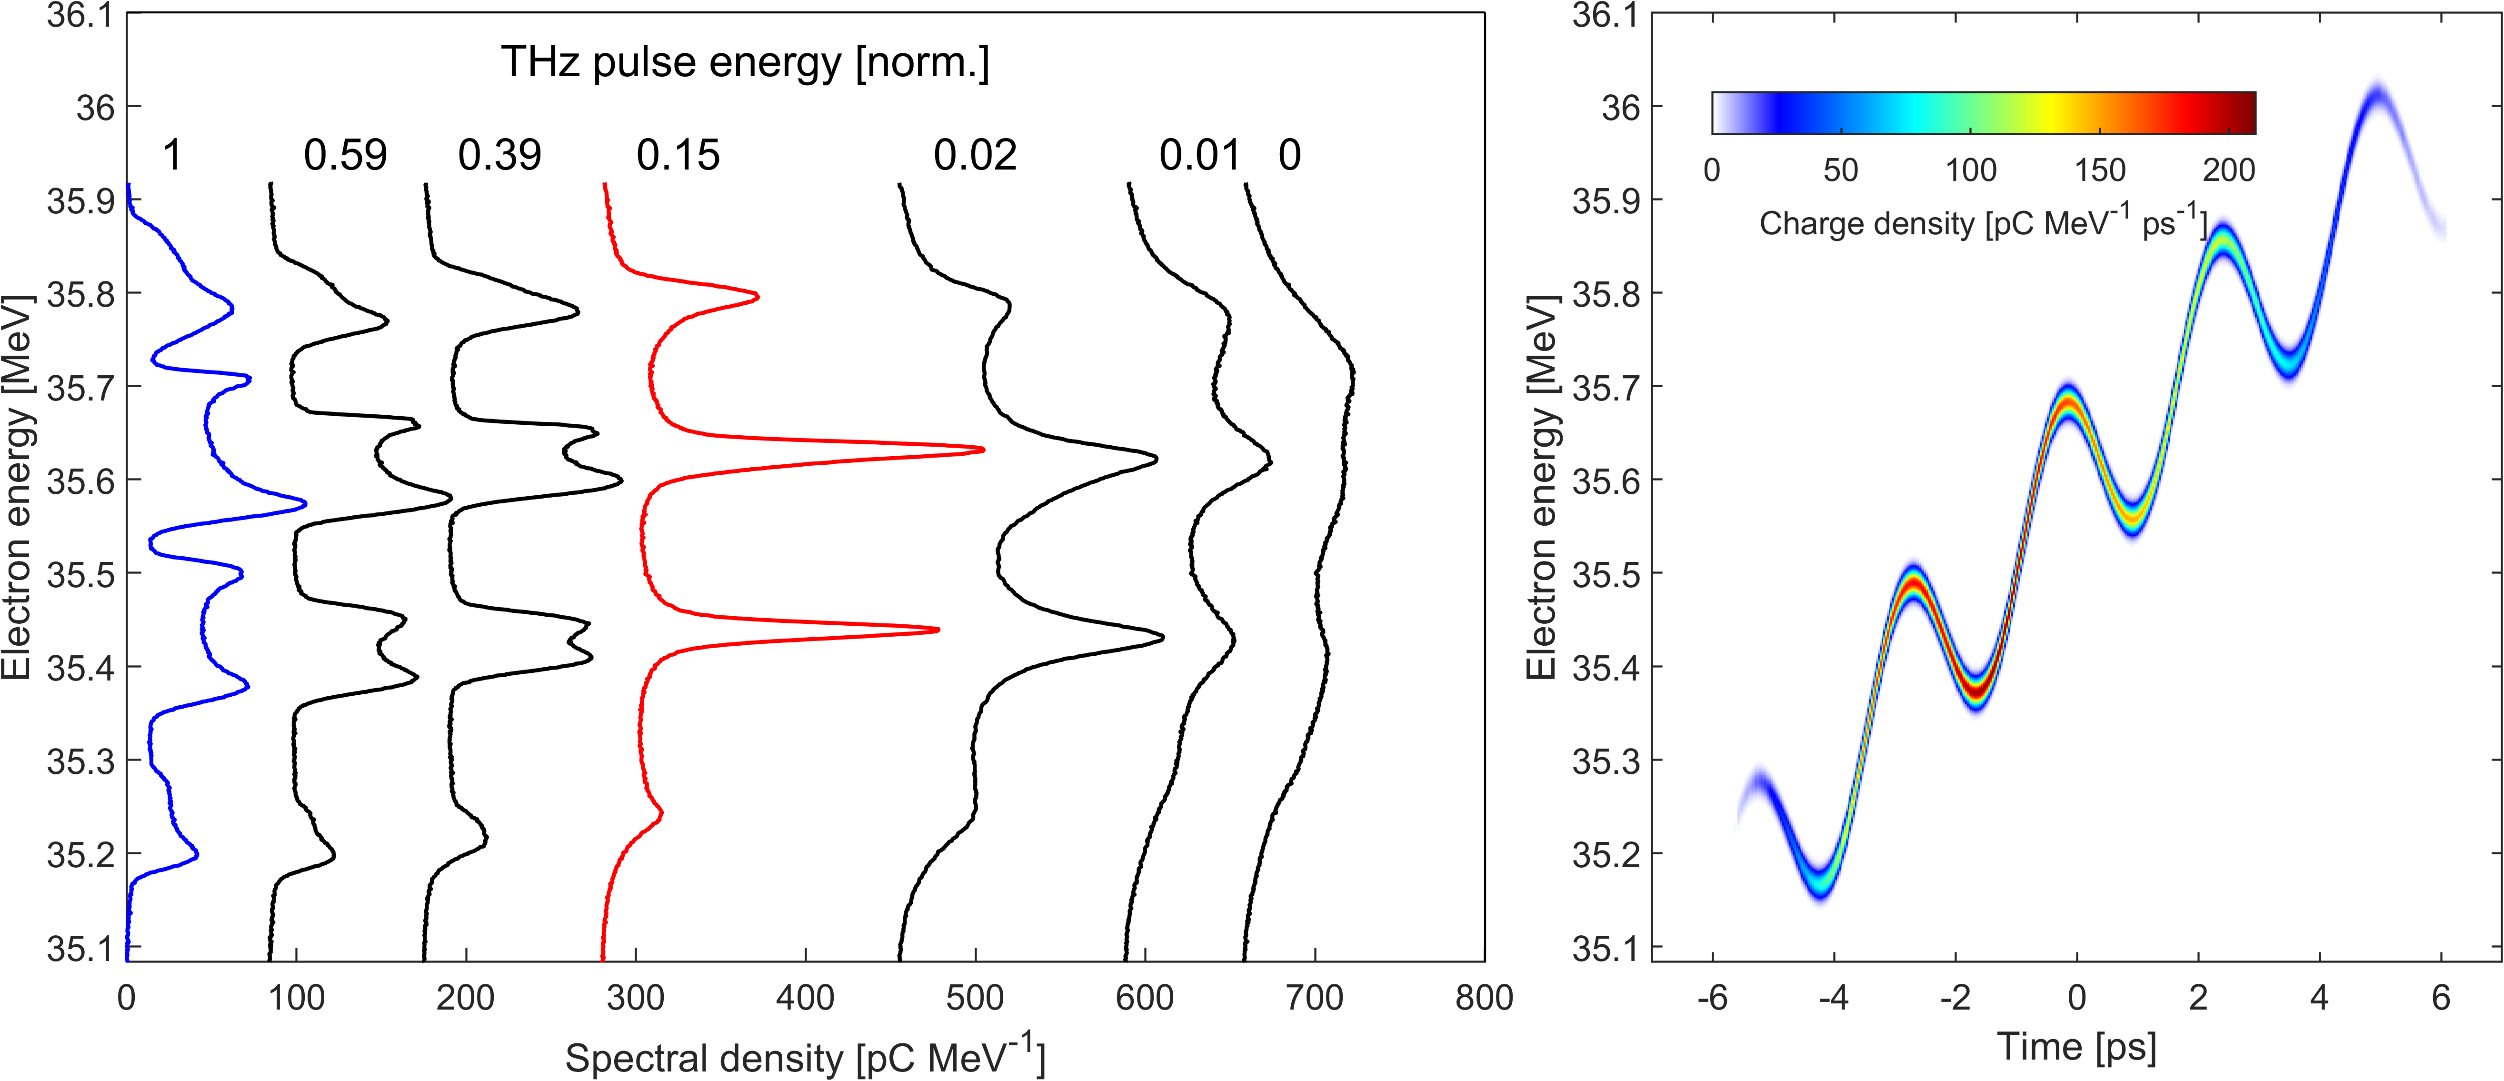 THz pulse energy [norm.]
1 0.59 0.39 0.15 0.02 0.01 0
36.1
36
35.9
35.8
35.7
35.6
35.5
35.4
35.3
35.2
35.1
Electron energy [MeV]
0 100 200 300 400 500 600 700 800
Spectral density [pC MeV⁻¹]
36.1
36
35.9
35.8
35.7
35.6
35.5
35.4
35.3
35.2
35.1
Electron energy [MeV]
0 50 100 150 200
Charge density [pC MeV⁻¹ ps⁻¹]
-6 -4 -2 0 2 4 6
Time [ps]